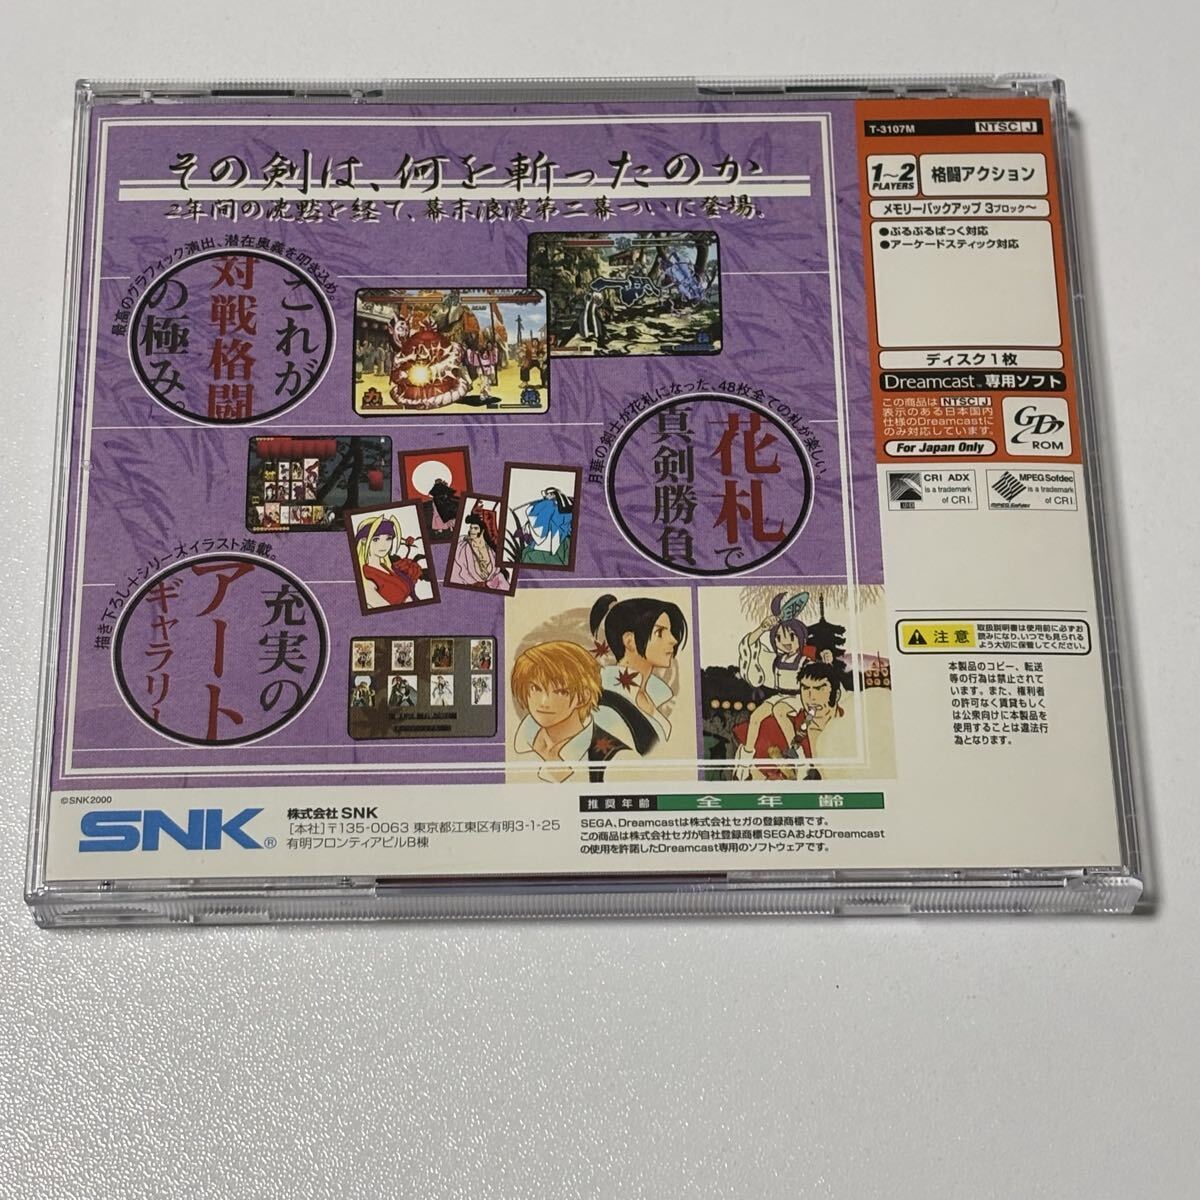 その剣は、何を斬ったのか
2年間の沈黙を経て、幕末浪漫第二幕ついに登場。
最高のグラフィック演出、潜在奥義を叩き込め。
これが
対戦格闘
の極み。
月華の剣士が花札になった、48枚全ての札が楽しい。
花札で
真剣勝負
描き下ろし+シリーズイラスト満載。
充実の
アート
ギャラリー
©SNK2000
SNK®
株式会社 SNK
[本社]〒135-0063 東京都江東区有明3-1-25
有明フロンティアビルB棟
推奨年齢 全年齢
SEGA、Dreamcastは株式会社セガの登録商標です。
この商品は株式会社セガが自社登録商標SEGAおよびDreamcast
の使用を許諾したDreamcast専用のソフトウェアです。
T-3107M NTSC J
1~2 PLAYERS
格闘アクション
メモリーバックアップ 3ブロック〜
●ぷるぷるぱっく対応
●アーケードスティック対応
ディスク1枚
Dreamcast™専用ソフト
この商品は NTSC J
表示のある日本国内
仕様のDreamcastに
のみ対応しています。
For Japan Only
GD ROM
CRI ADX
is a trademark
of CRI.
MPEG Sofdec
is a trademark
of CRI.
注意
取扱説明書は使用前に必ずお
読みになり、いつでも見られる
よう大切に保管してください。
本製品のコピー、転送
等の行為は禁止されて
います。また、権利者
の許可なく賃貸もしく
は公衆向けに本製品を
使用することは違法行
為となります。